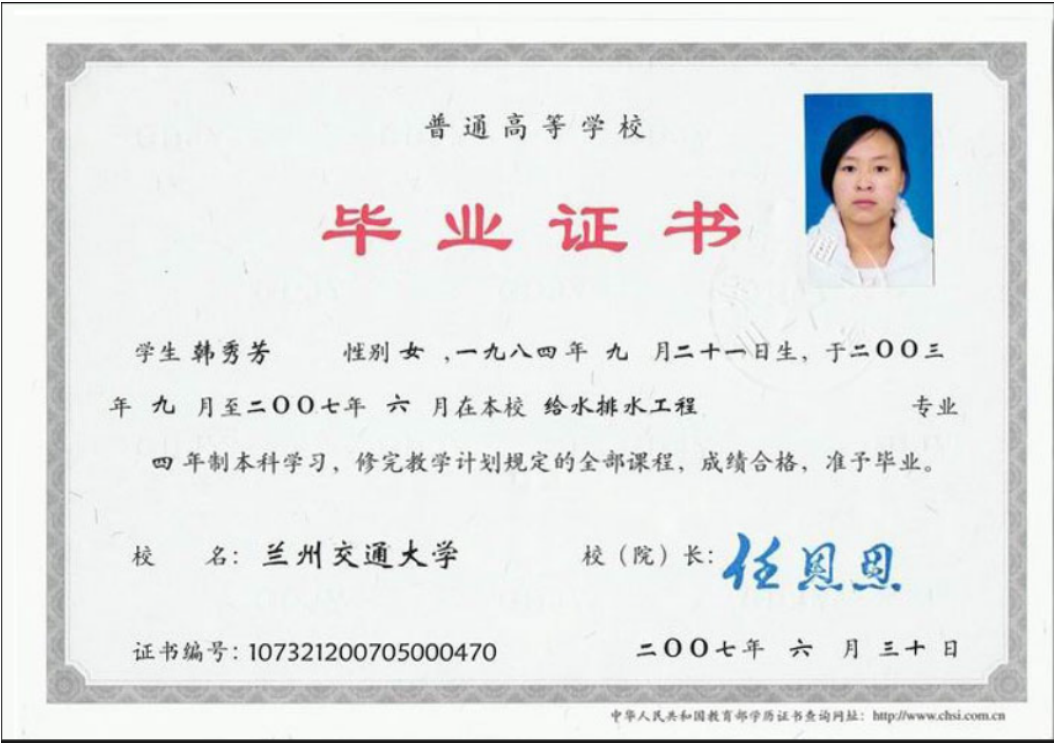 普通高等学校
毕业证书
学生 韩秀芳 性别 女 ,一九八四年 九 月二十一日生，于二〇〇三
年 九 月至二〇〇七年 六 月在本校 给水排水工程 专业
四 年制本科学习，修完教学计划规定的全部课程，成绩合格，准予毕业。
校 名：兰州交通大学 校（院）长：任恩恩
证书编号：107321200705000470 二〇〇七年 六 月 三十 日
中华人民共和国教育部学历证书查询网址：http://www.chsi.com.cn